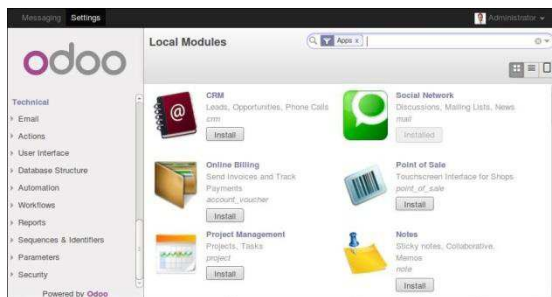 Messaging Settings Administrator
odoo
Local Modules
Apps x
Technical
Email
Actions
User Interface
Database Structure
Automation
Workflows
Reports
Sequences & Identifiers
Parameters
Security
Powered by Odoo
CRM
Leads, Opportunities, Phone Calls
crm
Install
Social Network
Discussions, Mailing Lists, News
mail
Installed
Online Billing
Send Invoices and Track
Payments
account_voucher
Install
Point of Sale
Touchscreen Interface for Shops
point_of_sale
Install
Project Management
Projects, Tasks
project
Install
Notes
Sticky notes, Collaborative,
Memos
note
Install